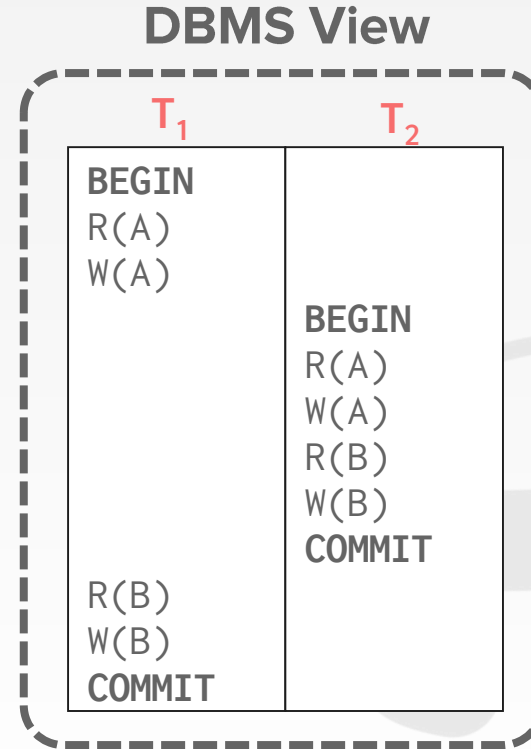 DBMS View
T1 T2
BEGIN
R(A)
W(A)
BEGIN
R(A)
W(A)
R(B)
W(B)
COMMIT
R(B)
W(B)
COMMIT